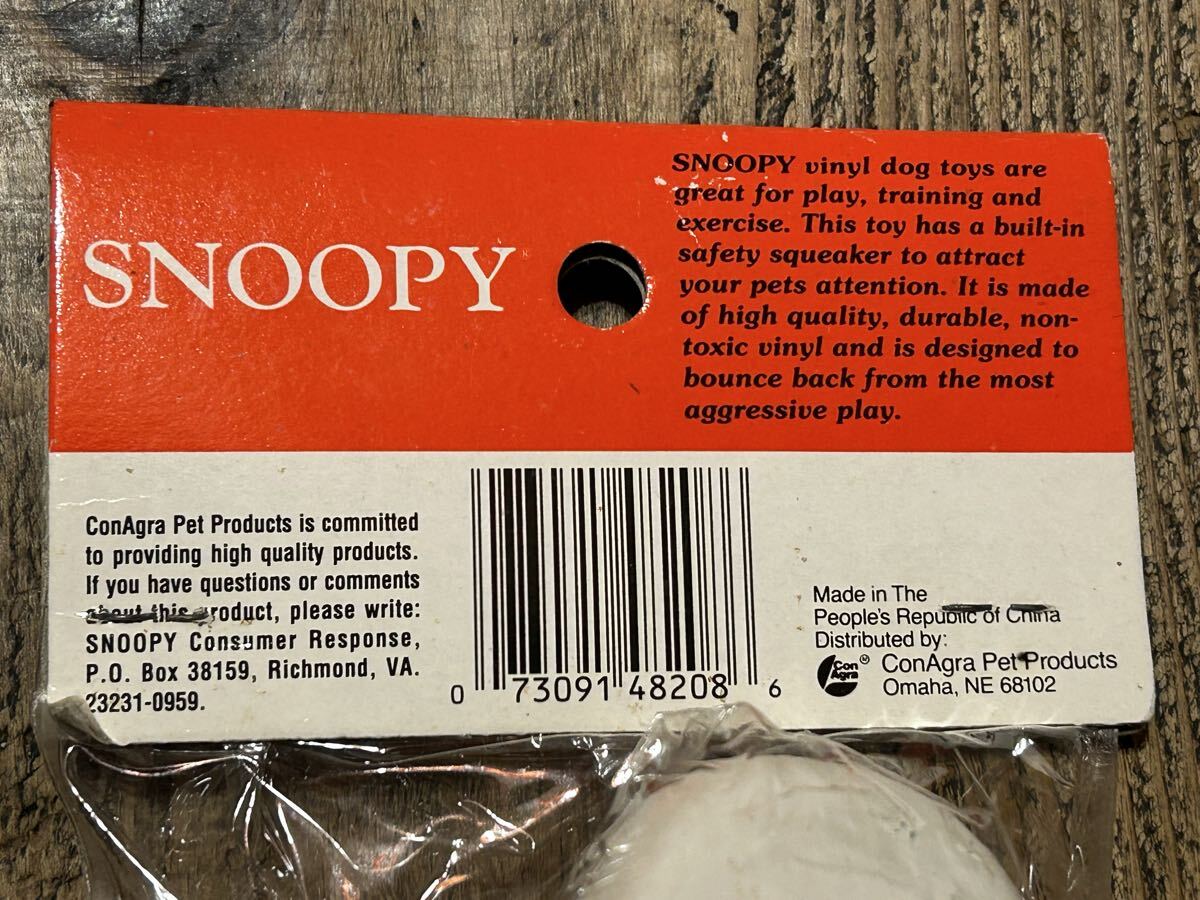 SNOOPY
SNOOPY vinyl dog toys are
great for play, training and
exercise. This toy has a built-in
safety squeaker to attract
your pets attention. It is made
of high quality, durable, non-
toxic vinyl and is designed to
bounce back from the most
aggressive play.
ConAgra Pet Products is committed
to providing high quality products.
If you have questions or comments
about this product, please write:
SNOOPY Consumer Response,
P.O. Box 38159, Richmond, VA.
23231-0959.
0 73091 48208 6
Made in The
People's Republic of China
Distributed by:
Con
Agra
®
ConAgra Pet Products
Omaha, NE 68102